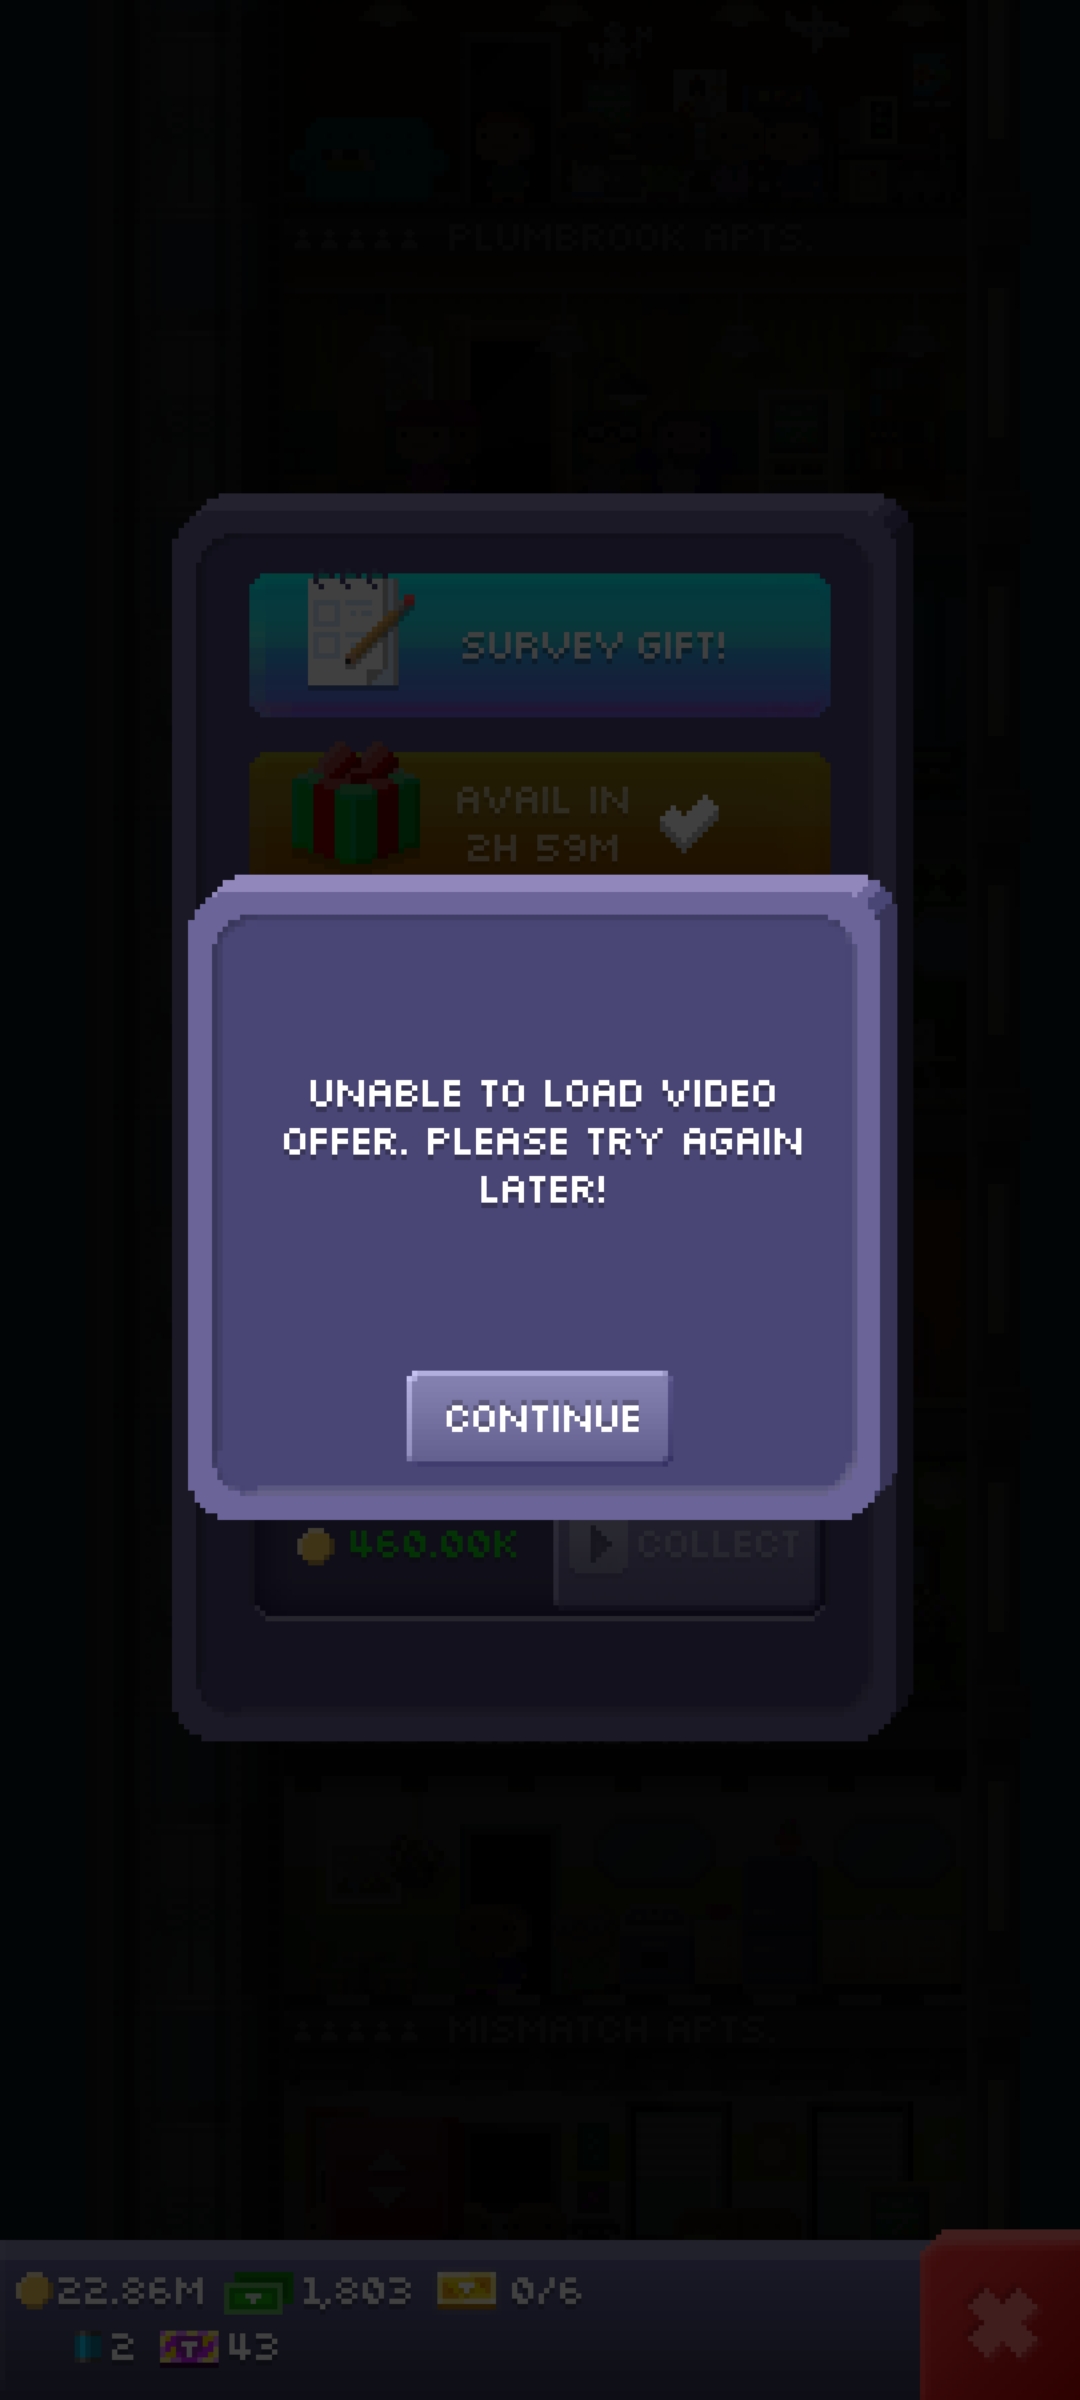 PLUMBROOK APTS.
SURVEY GIFT!
AVAIL IN
2H 59M
UNABLE TO LOAD VIDEO
OFFER. PLEASE TRY AGAIN
LATER!
CONTINUE
460.00K COLLECT
MISMATCH APTS.
22.86M 1,803 0/6
2 T 43